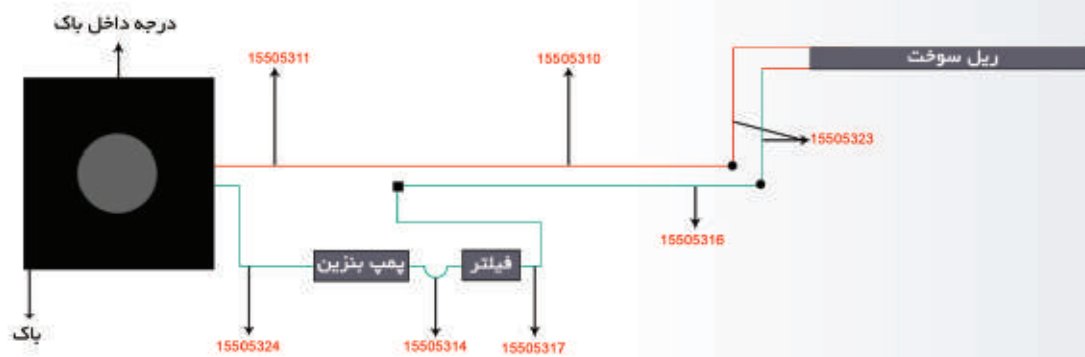 درجه داخل باک
15505311
15505310
ریل سوخت
15505323
15505316
پمپ بنزین
فیلتر
باک
15505324
15505314
15505317